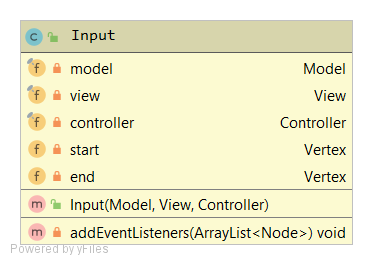 Input
model Model
view View
controller Controller
start Vertex
end Vertex
Input(Model, View, Controller)
addEventListeners(ArrayList<Node>) void
Powered by yFiles